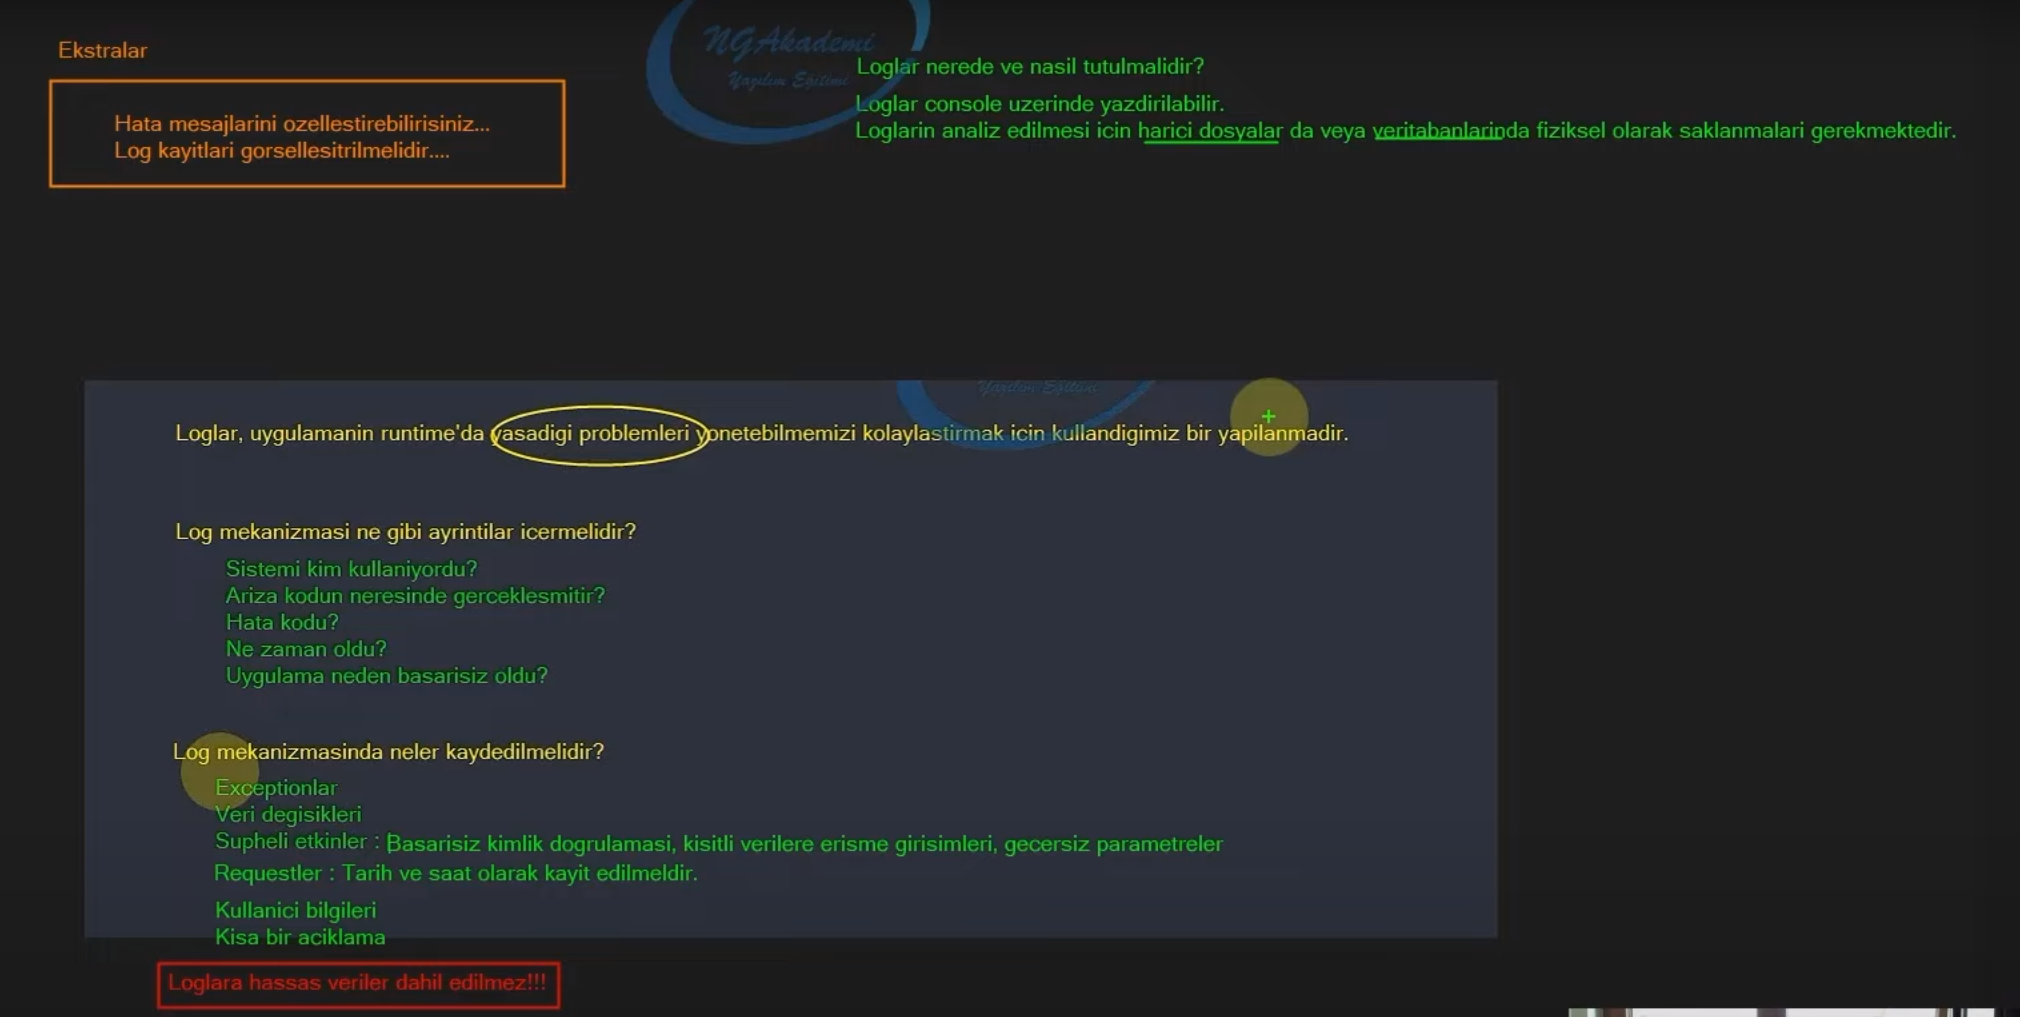 Ekstralar
Hata mesajlarini ozellestirebilirisiniz...
Log kayitlari gorsellesitrilmelidir....
NGAkademi
Yazılım Eğitimi
Loglar nerede ve nasil tutulmalidir?
Loglar console uzerinde yazdirilabilir.
Loglarin analiz edilmesi icin harici dosyalar da veya veritabanlarinda fiziksel olarak saklanmalari gerekmektedir.
Yazılım Eğitimi
Loglar, uygulamanin runtime'da yasadigi problemleri yonetebilmemizi kolaylastirmak icin kullandigimiz bir yapilanmadir.
Log mekanizmasi ne gibi ayrintilar icermelidir?
Sistemi kim kullaniyordu?
Ariza kodun neresinde gerceklesmitir?
Hata kodu?
Ne zaman oldu?
Uygulama neden basarisiz oldu?
Log mekanizmasinda neler kaydedilmelidir?
Exceptionlar
Veri degisikleri
Supheli etkinler : Basarisiz kimlik dogrulamasi, kisitli verilere erisme girisimleri, gecersiz parametreler
Requestler : Tarih ve saat olarak kayit edilmeldir.
Kullanici bilgileri
Kisa bir aciklama
Loglara hassas veriler dahil edilmez!!!